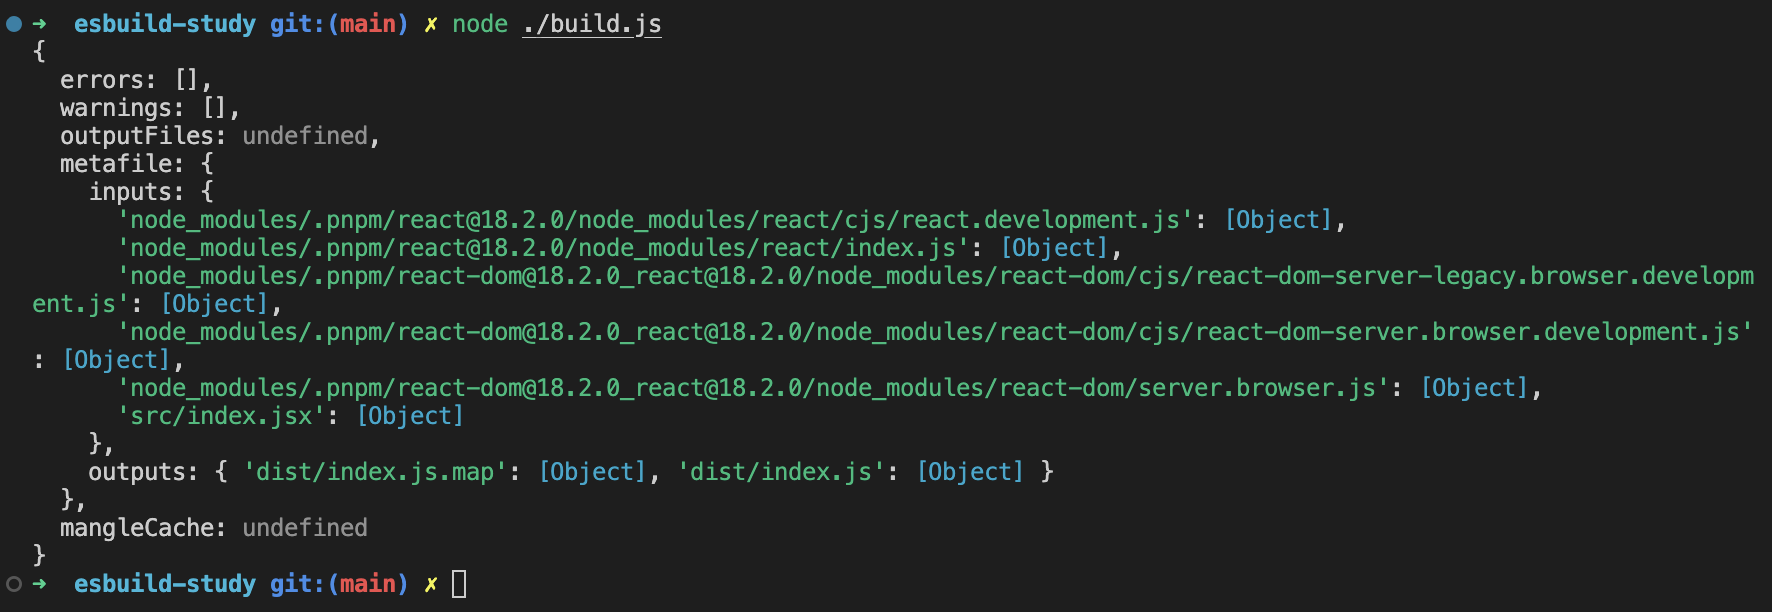 ➜  esbuild-study git:(main) ✗ node ./build.js
{
  errors: [],
  warnings: [],
  outputFiles: undefined,
  metafile: {
    inputs: {
      'node_modules/.pnpm/react@18.2.0/node_modules/react/cjs/react.development.js': [Object],
      'node_modules/.pnpm/react@18.2.0/node_modules/react/index.js': [Object],
      'node_modules/.pnpm/react-dom@18.2.0_react@18.2.0/node_modules/react-dom/cjs/react-dom-server-legacy.browser.developm
ent.js': [Object],
      'node_modules/.pnpm/react-dom@18.2.0_react@18.2.0/node_modules/react-dom/cjs/react-dom-server.browser.development.js'
: [Object],
      'node_modules/.pnpm/react-dom@18.2.0_react@18.2.0/node_modules/react-dom/server.browser.js': [Object],
      'src/index.jsx': [Object]
    },
    outputs: { 'dist/index.js.map': [Object], 'dist/index.js': [Object] }
  },
  mangleCache: undefined
}
➜  esbuild-study git:(main) ✗